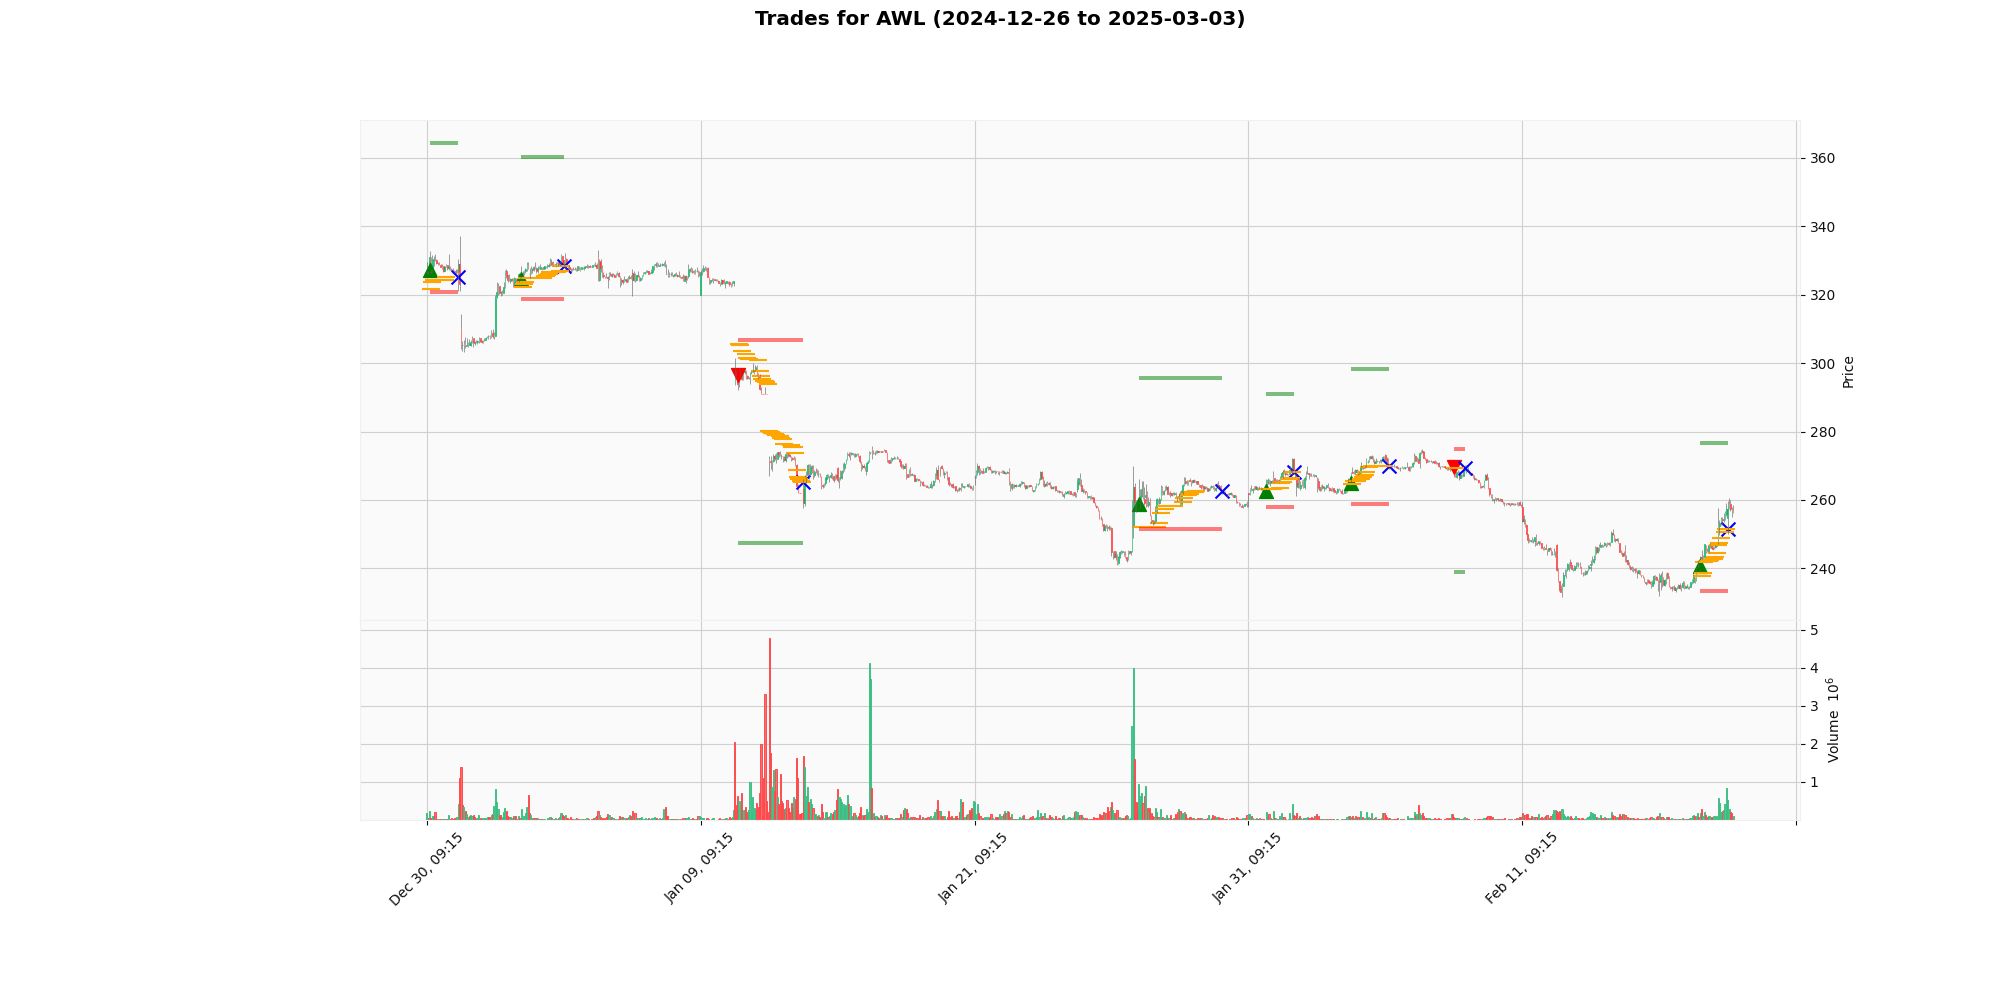 Trades for AWL (2024-12-26 to 2025-03-03)
360
340
320
300
280
260
240
Price
5
4
3
2
1
Volume 10^6
Dec 30, 09:15
Jan 09, 09:15
Jan 21, 09:15
Jan 31, 09:15
Feb 11, 09:15